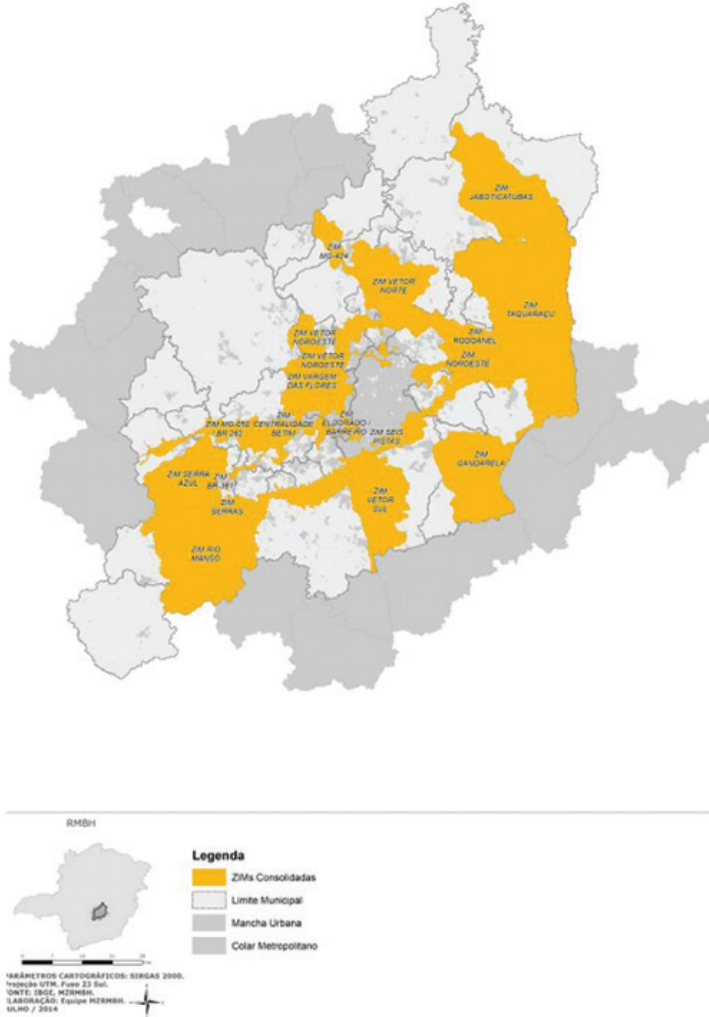 ZIM
JABOTICATUBAS
ZIM
MG-424
ZIM VETOR
NORTE
ZIM
TAQUARAÇU
ZIM VETOR
NOROESTE
ZIM
RODOANEL
ZIM VETOR
NOROESTE
ZIM
NOROESTE
ZIM VARGEM
DAS FLORES
ZIM MG-050
/ BR 262
ZIM
CENTRALIDADE
BETIM
ZIM
ELDORADO /
BARREIRO
ZIM SEIS
PISTAS
ZIM
GANDARELA
ZIM SERRA
AZUL
ZIM
BR-381
ZIM
SERRAS
ZIM
VETOR
SUL
ZIM RIO
MANSO
RMBH
Legenda
ZIMs Consolidadas
Limite Municipal
Mancha Urbana
Colar Metropolitano
PARÂMETROS CARTOGRÁFICOS: SIRGAS 2000.
Projeção UTM. Fuso 23 Sul.
FONTE: IBGE, MZRMBH.
ELABORAÇÃO: Equipe MZRMBH.
JULHO / 2014